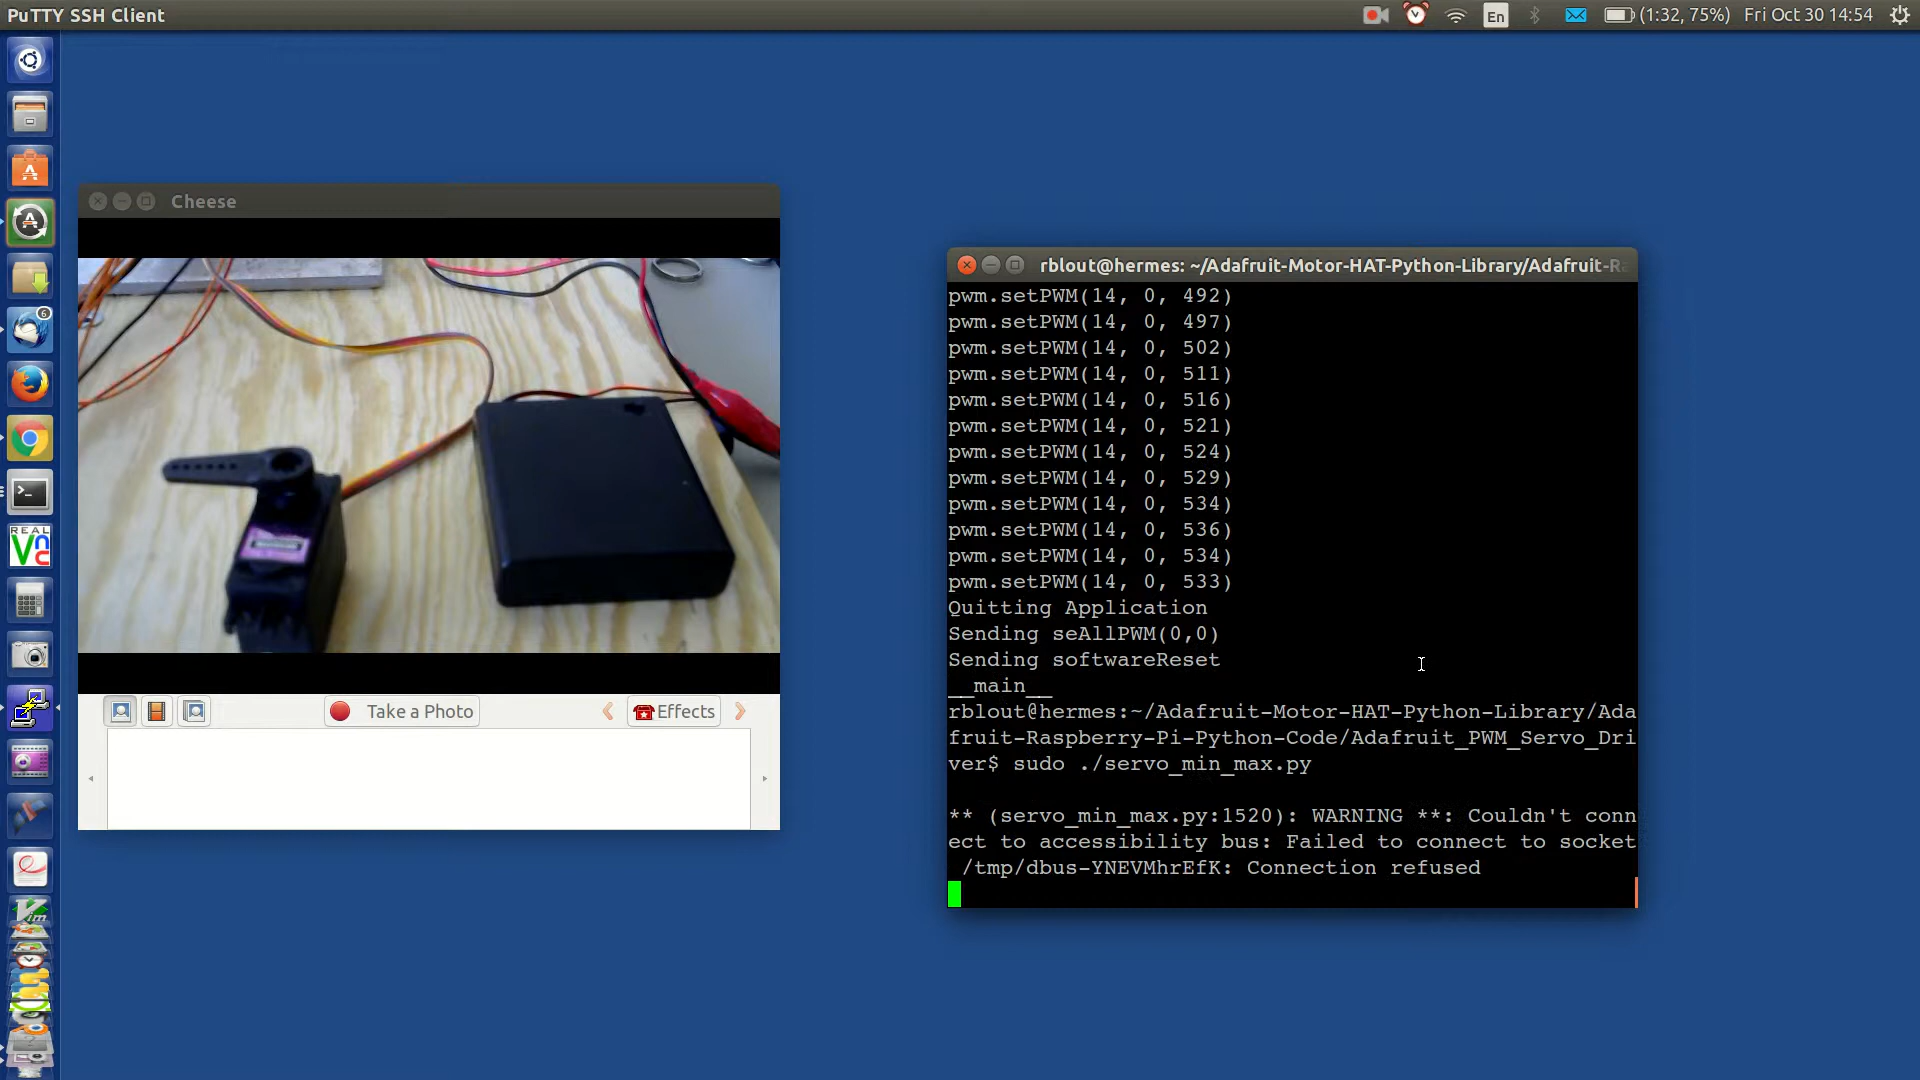 PuTTY SSH Client
En
(1:32, 75%)
Fri Oct 30 14:54
6
REAL
Cheese
Take a Photo
Effects
rblout@hermes: ~/Adafruit-Motor-HAT-Python-Library/Adafruit-R
pwm.setPWM(14, 0, 492)
pwm.setPWM(14, 0, 497)
pwm.setPWM(14, 0, 502)
pwm.setPWM(14, 0, 511)
pwm.setPWM(14, 0, 516)
pwm.setPWM(14, 0, 521)
pwm.setPWM(14, 0, 524)
pwm.setPWM(14, 0, 529)
pwm.setPWM(14, 0, 534)
pwm.setPWM(14, 0, 536)
pwm.setPWM(14, 0, 534)
pwm.setPWM(14, 0, 533)
Quitting Application
Sending seAllPWM(0,0)
Sending softwareReset
__main__
rblout@hermes:~/Adafruit-Motor-HAT-Python-Library/Ada
fruit-Raspberry-Pi-Python-Code/Adafruit_PWM_Servo_Dri
ver$ sudo ./servo_min_max.py
** (servo_min_max.py:1520): WARNING **: Couldn't conn
ect to accessibility bus: Failed to connect to socket
/tmp/dbus-YNEVMhrEfK: Connection refused